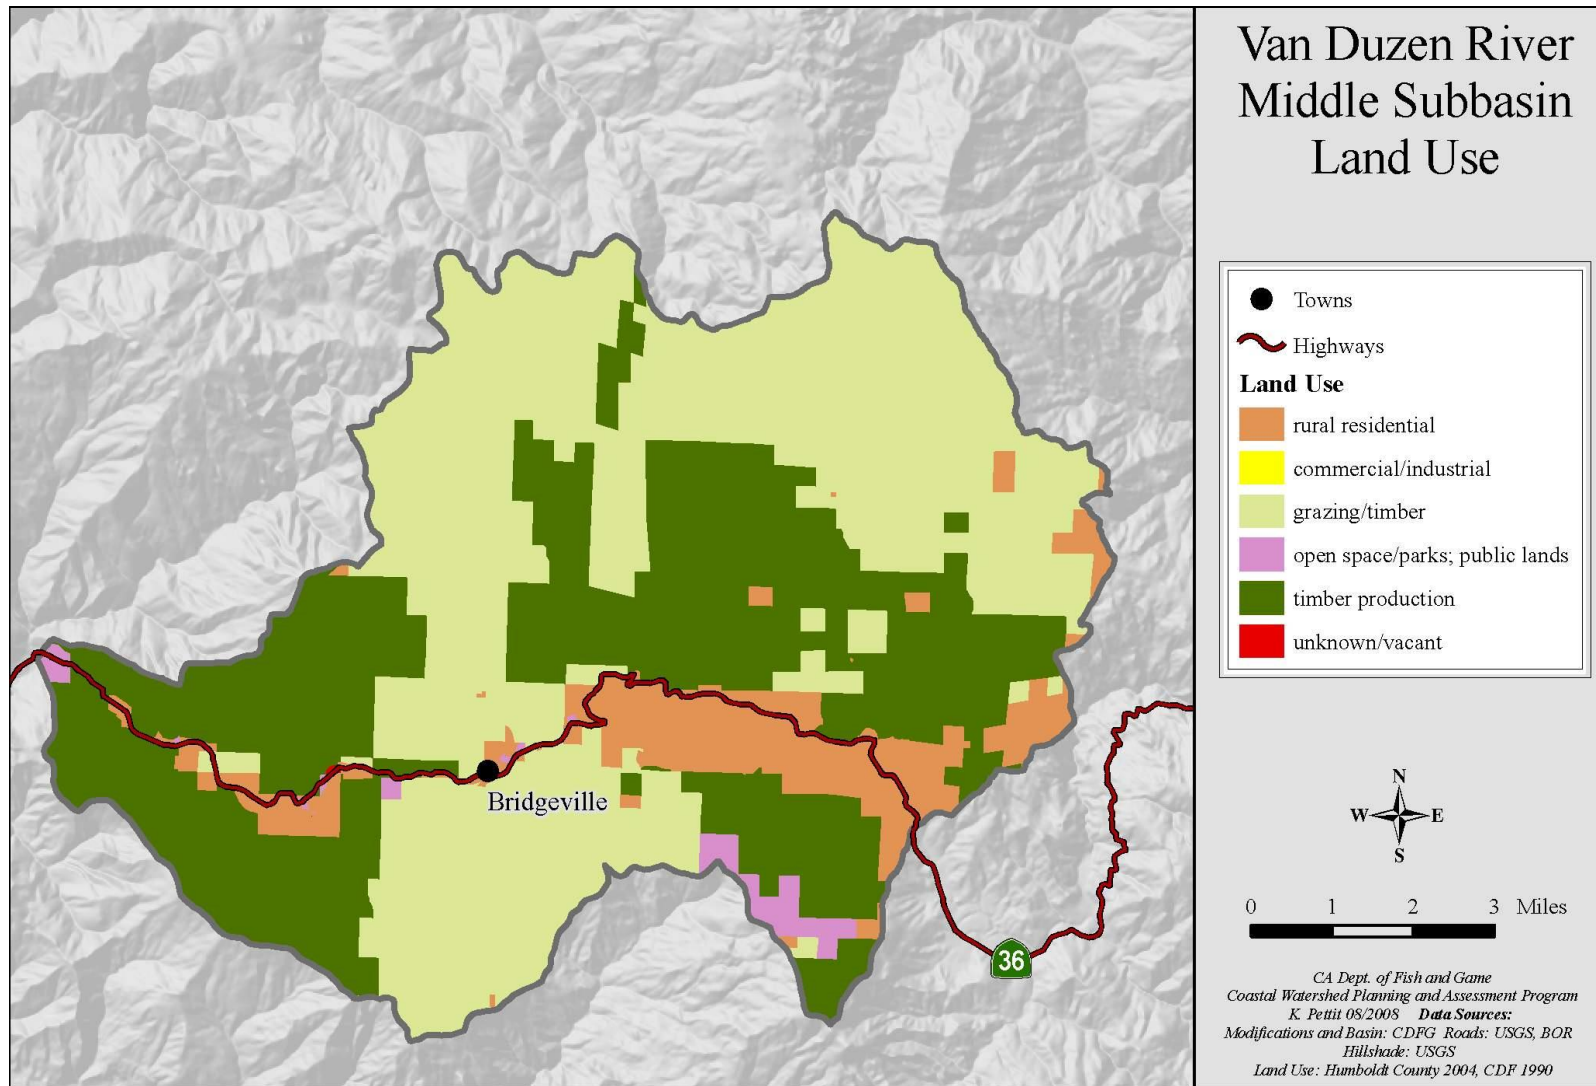 Van Duzen River
Middle Subbasin
Land Use
Towns
Highways
Land Use
rural residential
commercial/industrial
grazing/timber
open space/parks; public lands
timber production
unknown/vacant
Bridgeville
36
N
W E
S
0 1 2 3 Miles
CA Dept. of Fish and Game
Coastal Watershed Planning and Assessment Program
K. Pettit 08/2008 Data Sources:
Modifications and Basin: CDFG Roads: USGS, BOR
Hillshade: USGS
Land Use: Humboldt County 2004, CDF 1990